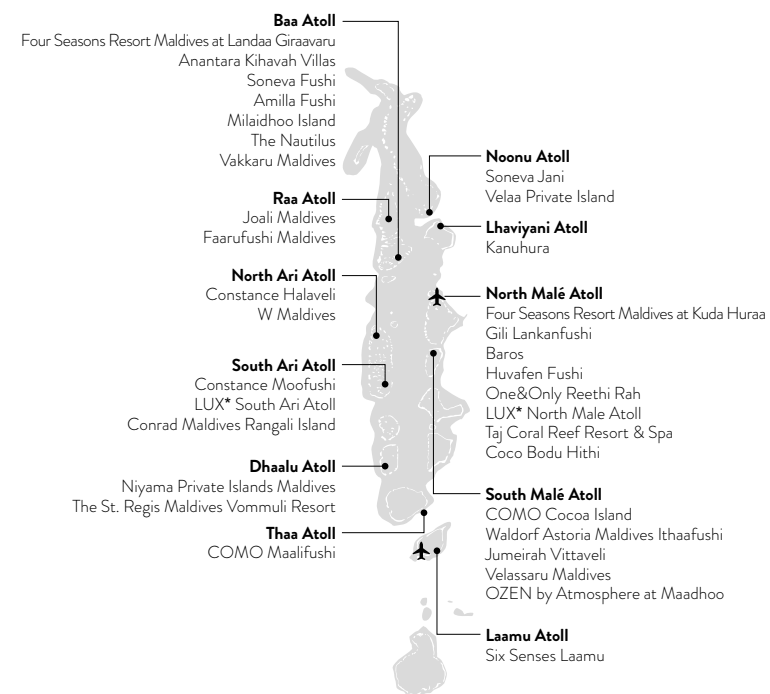 Baa Atoll
Four Seasons Resort Maldives at Landaa Giraavaru
Anantara Kihavah Villas
Soneva Fushi
Amilla Fushi
Milaidhoo Island
The Nautilus
Vakkaru Maldives
Raa Atoll
Joali Maldives
Faarufushi Maldives
North Ari Atoll
Constance Halaveli
W Maldives
South Ari Atoll
Constance Moofushi
LUX* South Ari Atoll
Conrad Maldives Rangali Island
Dhaalu Atoll
Niyama Private Islands Maldives
The St. Regis Maldives Vommuli Resort
Thaa Atoll
COMO Maalifushi
Noonu Atoll
Soneva Jani
Velaa Private Island
Lhaviyani Atoll
Kanuhura
North Malé Atoll
Four Seasons Resort Maldives at Kuda Huraa
Gili Lankanfushi
Baros
Huvafen Fushi
One&Only Reethi Rah
LUX* North Male Atoll
Taj Coral Reef Resort & Spa
Coco Bodu Hithi
South Malé Atoll
COMO Cocoa Island
Waldorf Astoria Maldives Ithaafushi
Jumeirah Vittaveli
Velassaru Maldives
OZEN by Atmosphere at Maadhoo
Laamu Atoll
Six Senses Laamu